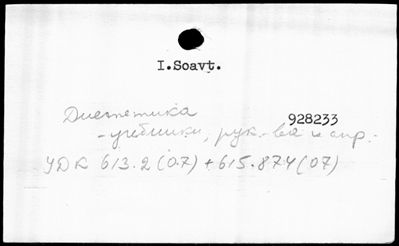 I.Soavt.
Диететика
928233
- учебники, рук-ва и спр.
УДК 613.2(07) + 615.874(07)